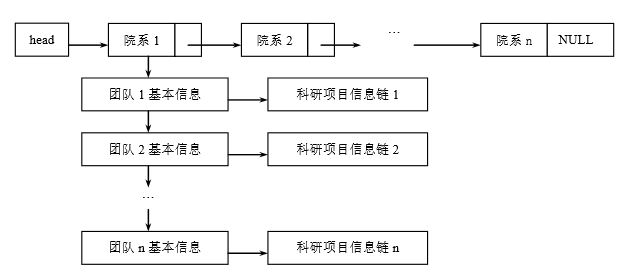 head 院系 1 院系 2 … 院系 n NULL
团队 1 基本信息 科研项目信息链 1
团队 2 基本信息 科研项目信息链 2
…
团队 n 基本信息 科研项目信息链 n